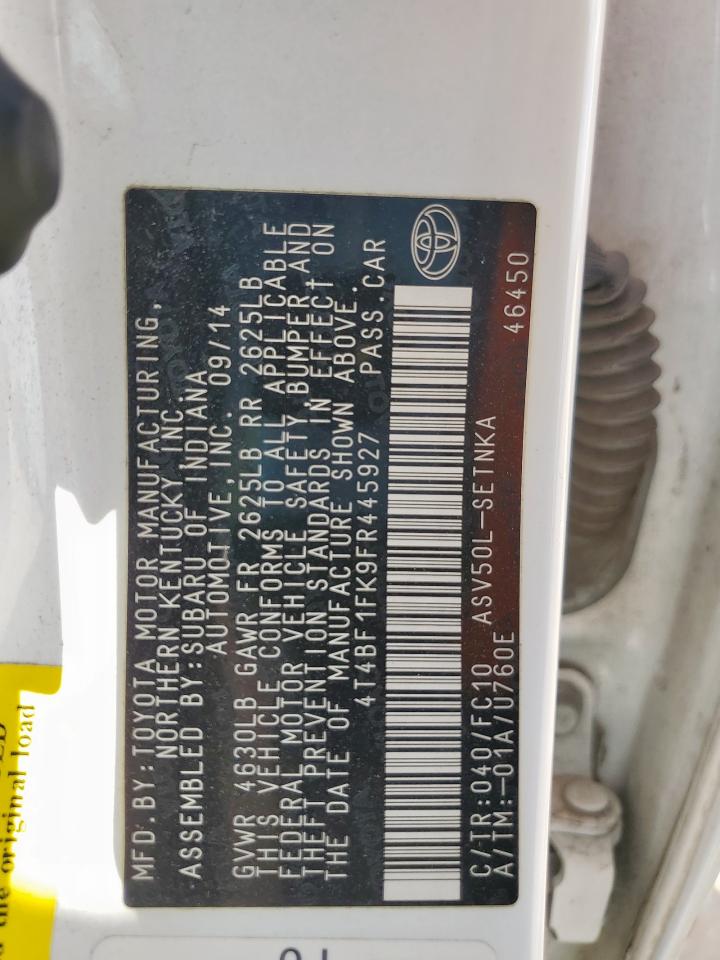 MFD.BY:TOYOTA MOTOR MANUFACTURING,
NORTHERN KENTUCKY INC
ASSEMBLED BY:SUBARU OF INDIANA
AUTOMOTIVE,INC. 09/14
GVWR 4630LB GAWR FR 2625LB RR 2625LB
THIS VEHICLE CONFORMS TO ALL APPLICABLE
FEDERAL MOTOR VEHICLE SAFETY,BUMPER,AND
THEFT PREVENTION STANDARDS IN EFFECT ON
THE DATE OF MANUFACTURE SHOWN ABOVE.
4T4BF1FK9FR445927 PASS.CAR
C/TR:040/FC10 ASV50L-SETNKA
A/TM:-01A/U760E 46450
the original load